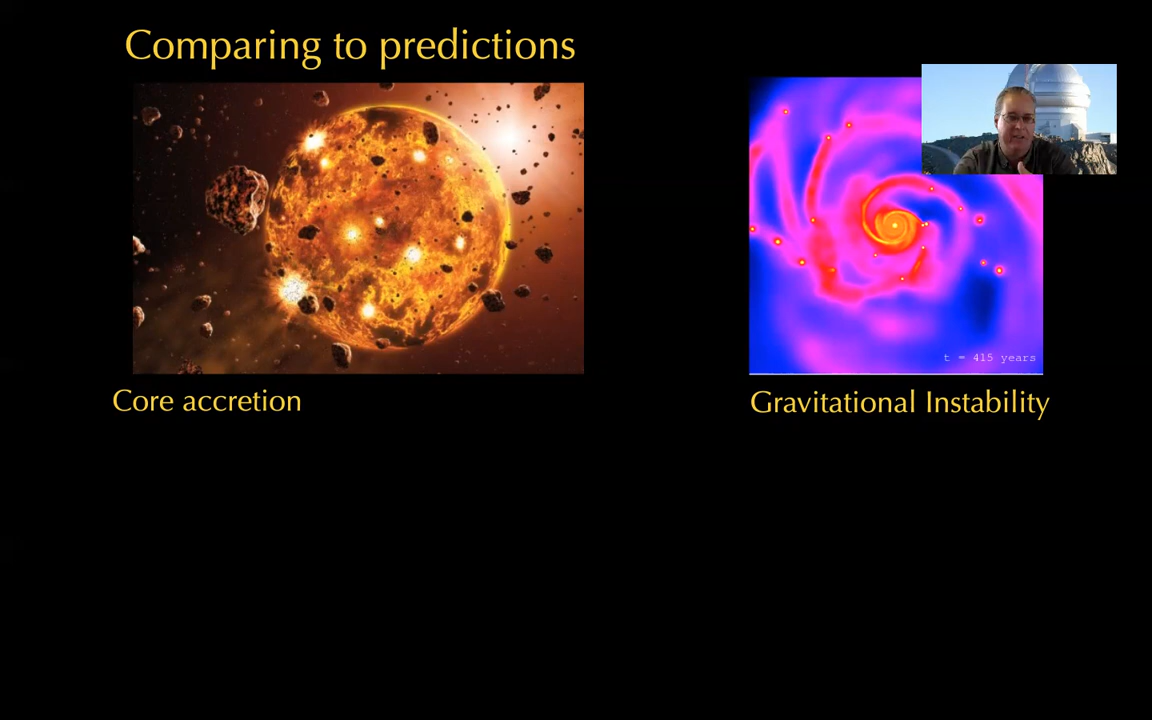 Comparing to predictions
t = 415 years
Core accretion
Gravitational Instability